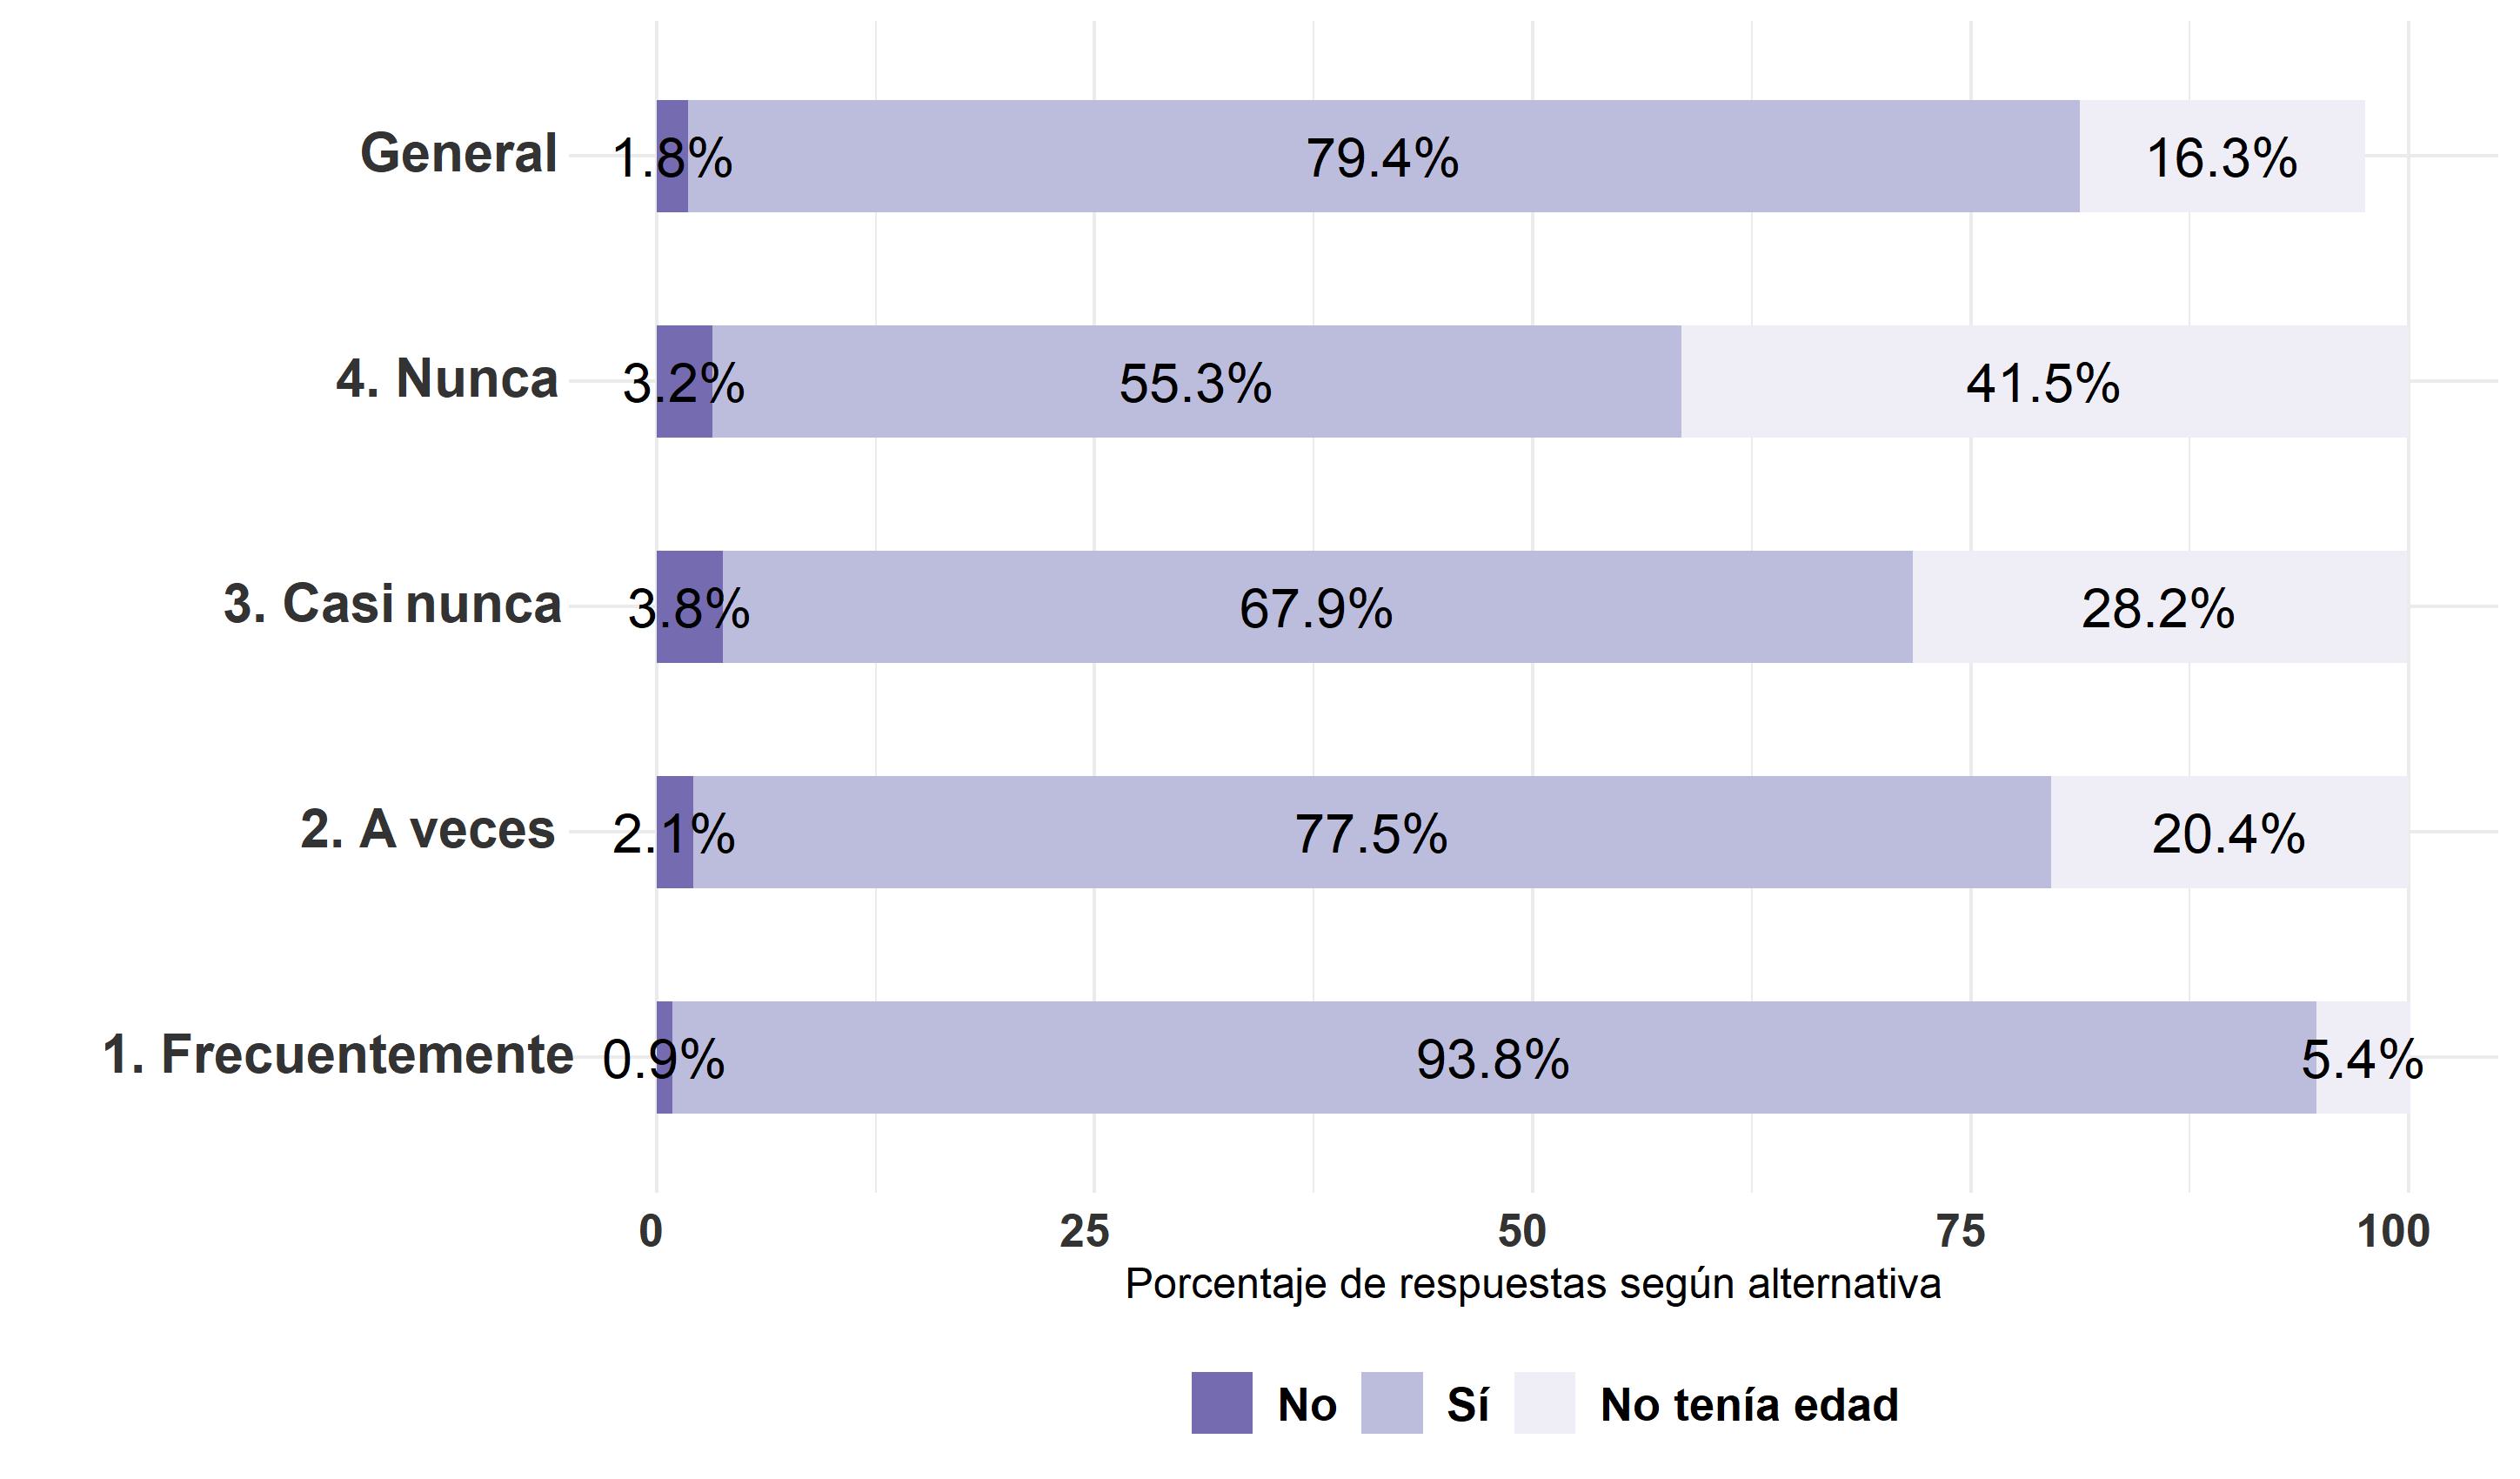 General 1.8% 79.4% 16.3%
4. Nunca 3.2% 55.3% 41.5%
3. Casi nunca 3.8% 67.9% 28.2%
2. A veces 2.1% 77.5% 20.4%
1. Frecuentemente 0.9% 93.8% 5.4%
0 25 50 75 100
Porcentaje de respuestas según alternativa
No Sí No tenía edad